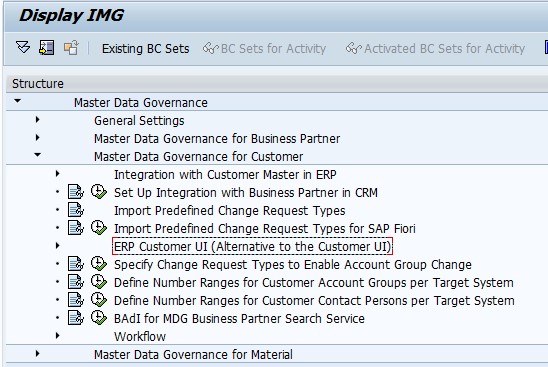 Display IMG
Existing BC Sets BC Sets for Activity Activated BC Sets for Activity
Structure
Master Data Governance
General Settings
Master Data Governance for Business Partner
Master Data Governance for Customer
Integration with Customer Master in ERP
Set Up Integration with Business Partner in CRM
Import Predefined Change Request Types
Import Predefined Change Request Types for SAP Fiori
ERP Customer UI (Alternative to the Customer UI)
Specify Change Request Types to Enable Account Group Change
Define Number Ranges for Customer Account Groups per Target System
Define Number Ranges for Customer Contact Persons per Target System
BAdI for MDG Business Partner Search Service
Workflow
Master Data Governance for Material